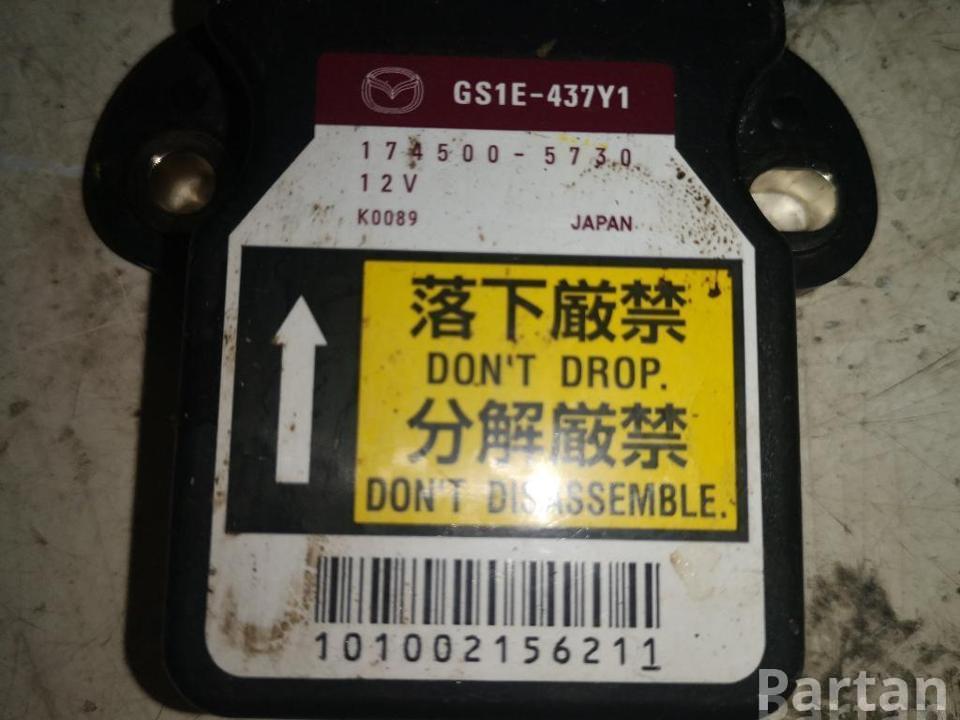 GS1E-437Y1
174500-5730
12V
K0089 JAPAN
落下厳禁
DON'T DROP.
分解厳禁
DON'T DISASSEMBLE.
101002156211
Partan